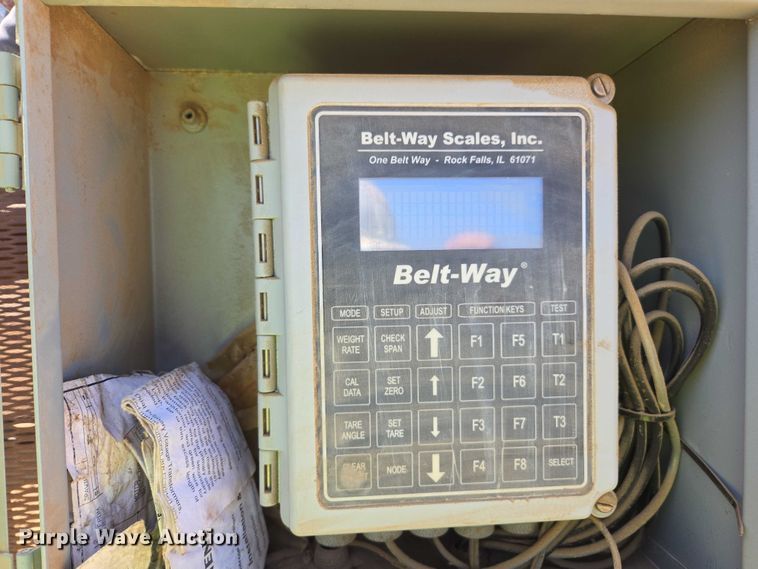 Belt-Way Scales, Inc.
One Belt Way - Rock Falls, IL 61071
Belt-Way®
MODE SETUP ADJUST FUNCTION KEYS TEST
WEIGHT RATE CHECK SPAN F1 F5 T1
CAL DATA SET ZERO F2 F6 T2
TARE ANGLE SET TARE F3 F7 T3
CLEAR NODE F4 F8 SELECT
Purple Wave Auction